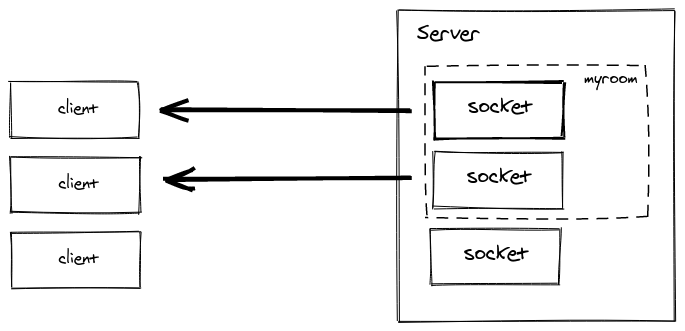 Server
myroom
client
socket
client
socket
client
socket